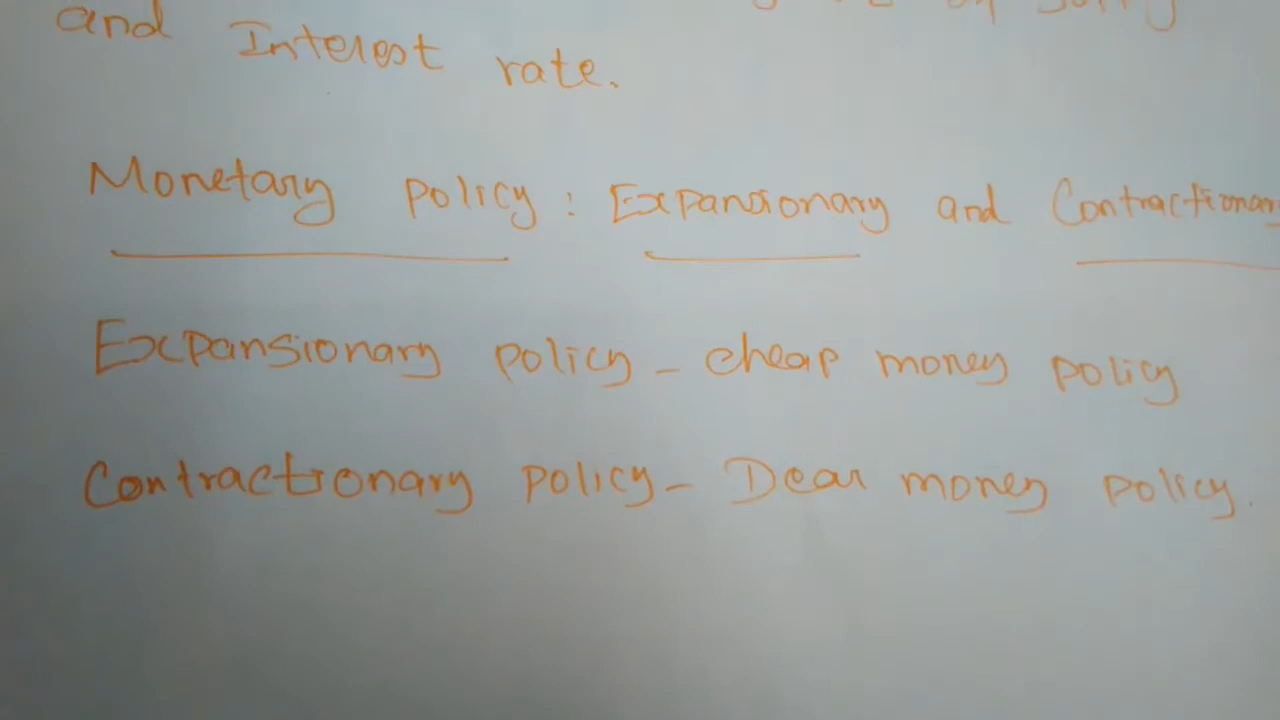 and Interest rate.
Monetary policy : Expansionary and Contractionary
Expansionary policy - cheap money policy
Contractionary policy - Dear money policy.